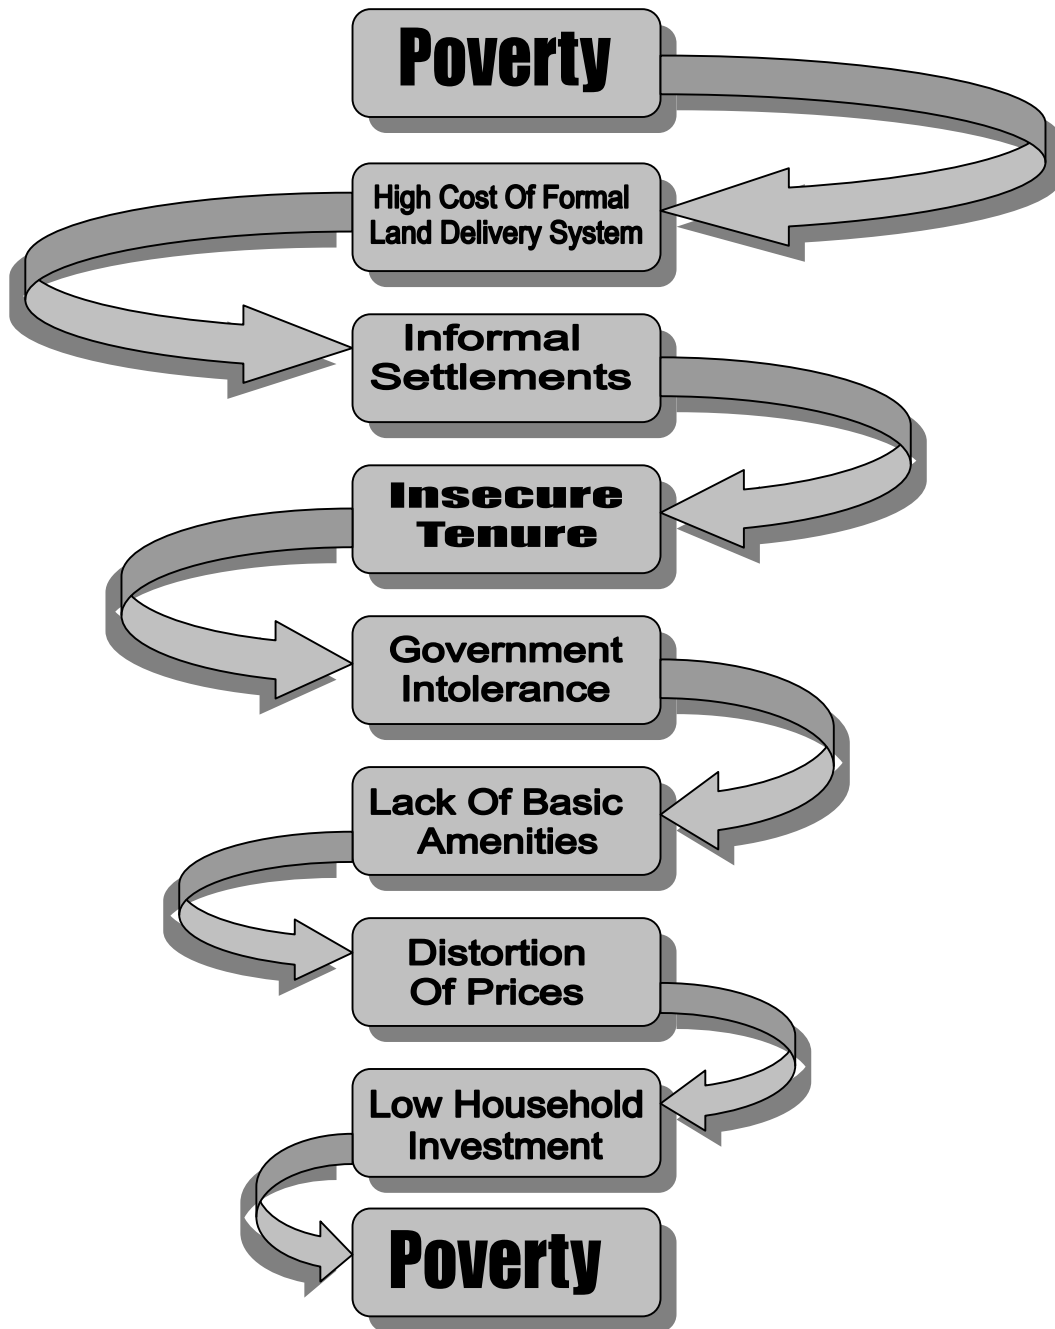 Poverty
High Cost Of Formal
Land Delivery System
Informal
Settlements
Insecure
Tenure
Government
Intolerance
Lack Of Basic
Amenities
Distortion
Of Prices
Low Household
Investment
Poverty